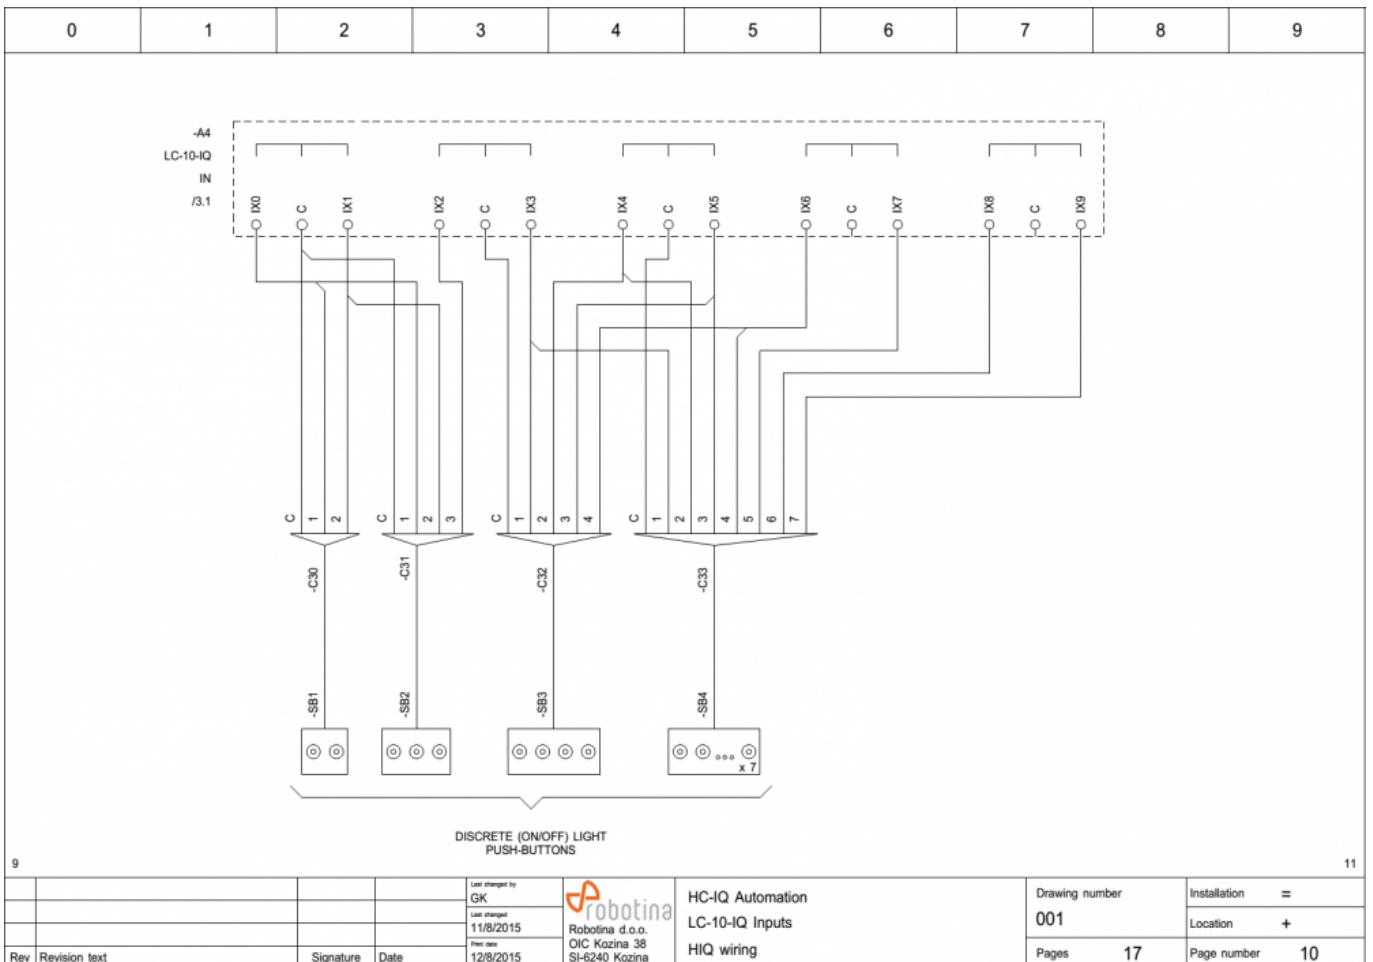 0 1 2 3 4 5 6 7 8 9
-A4
LC-10-IQ
IN
/3.1
IX0 C IX1 IX2 C IX3 IX4 C IX5 IX6 C IX7 IX8 C IX9
C 1 2 C 1 2 3 C 1 2 3 4 C 1 2 3 4 5 6 7
-C30 -C31 -C32 -C33
-SB1 -SB2 -SB3 -SB4
x 7
DISCRETE (ON/OFF) LIGHT
PUSH-BUTTONS
9 11
Rev Revision text Signature Date
Last changed by
GK
Last changed
11/8/2015
Print date
12/8/2015
robotina
Robotina d.o.o.
OIC Kozina 38
SI-6240 Kozina
HC-IQ Automation
LC-10-IQ Inputs
HIQ wiring
Drawing number
001
Pages 17
Installation =
Location +
Page number 10